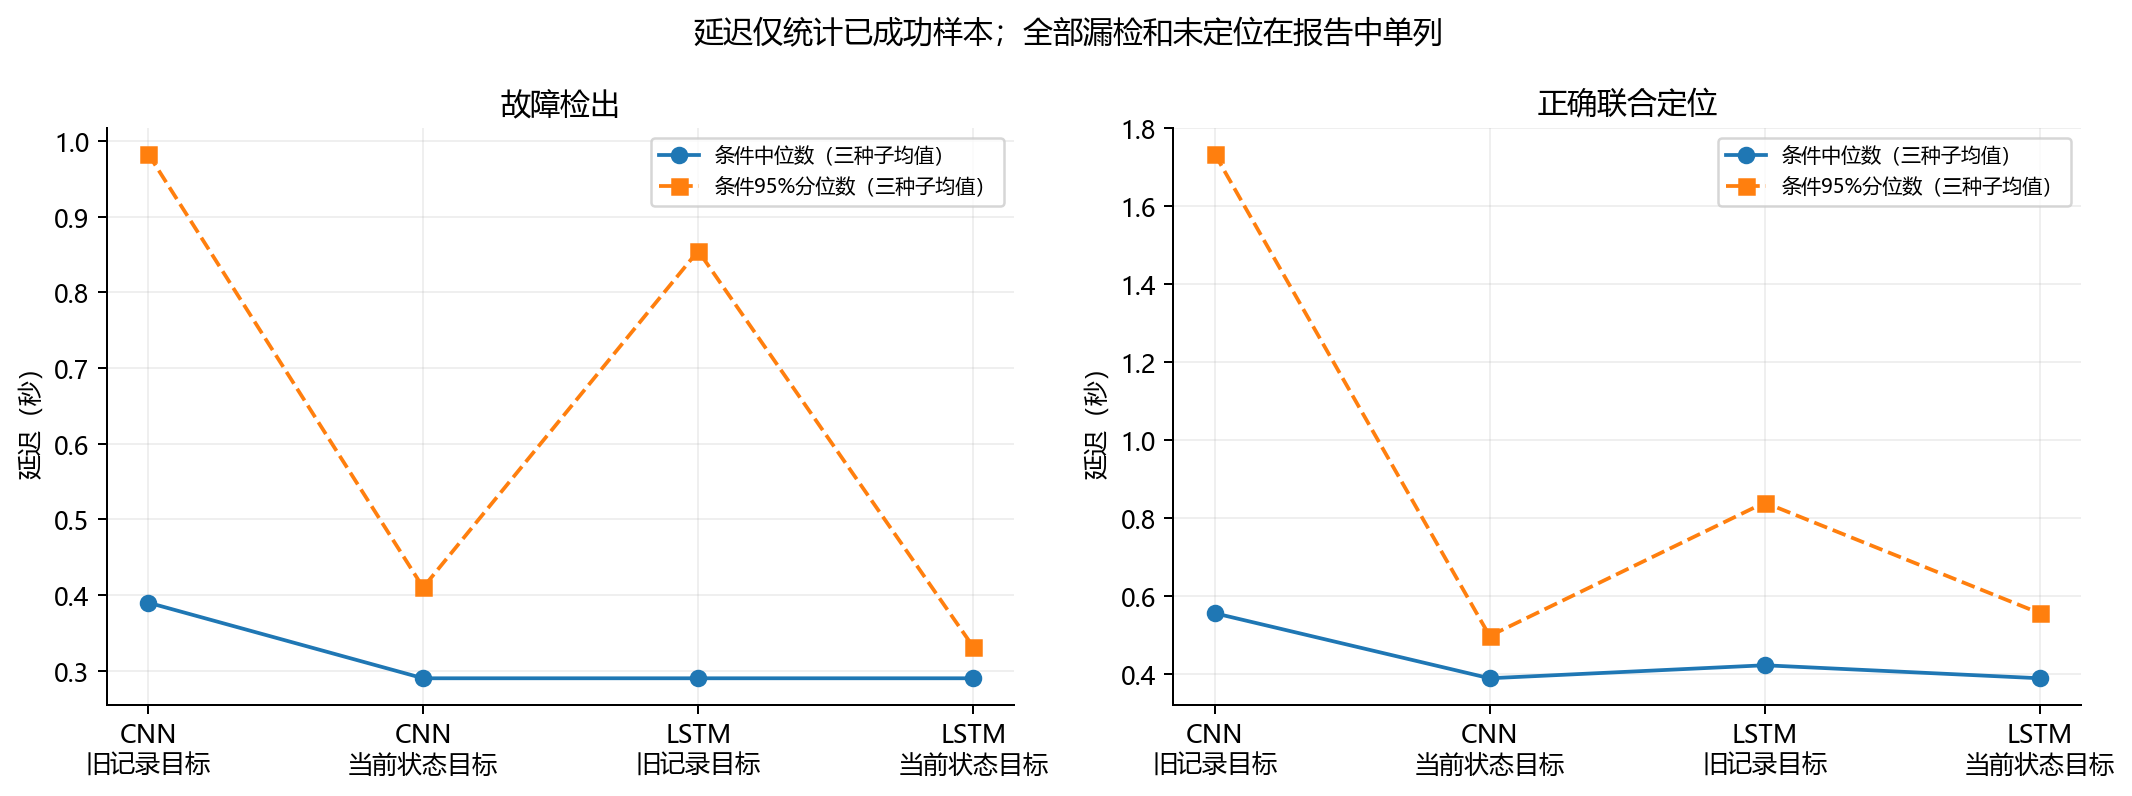 延迟仅统计已成功样本；全部漏检和未定位在报告中单列
故障检出
条件中位数（三种子均值）
条件95%分位数（三种子均值）
延迟（秒）
1.0
0.9
0.8
0.7
0.6
0.5
0.4
0.3
CNN
旧记录目标
CNN
当前状态目标
LSTM
旧记录目标
LSTM
当前状态目标
正确联合定位
条件中位数（三种子均值）
条件95%分位数（三种子均值）
延迟（秒）
1.8
1.6
1.4
1.2
1.0
0.8
0.6
0.4
CNN
旧记录目标
CNN
当前状态目标
LSTM
旧记录目标
LSTM
当前状态目标